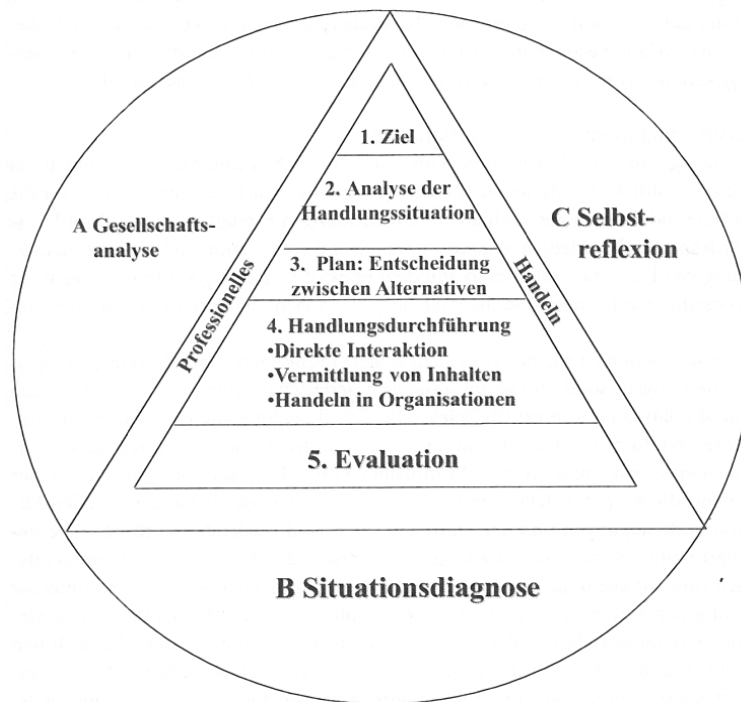 1. Ziel
2. Analyse der
Handlungssituation
A Gesellschafts-
analyse
C Selbst-
reflexion
3. Plan: Entscheidung
zwischen Alternativen
Professionelles
Handeln
4. Handlungsdurchführung
•Direkte Interaktion
•Vermittlung von Inhalten
•Handeln in Organisationen
5. Evaluation
B Situationsdiagnose